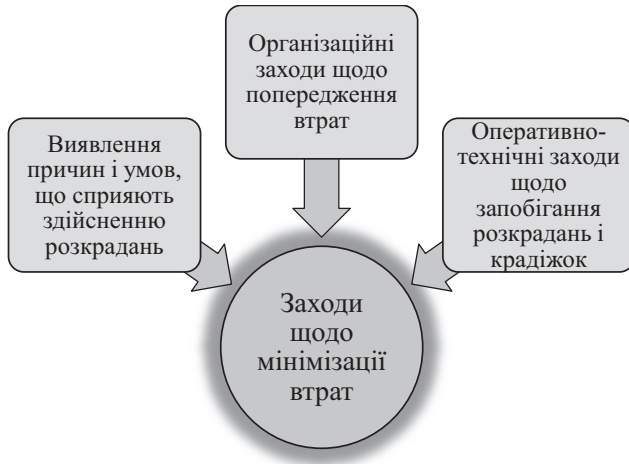 Організаційні
заходи щодо
попередження
втрат
Виявлення
причин і умов,
що сприяють
здійсненню
розкрадань
Оперативно-
технічні заходи
щодо
запобігання
розкрадань і
крадіжок
Заходи
щодо
мінімізації
втрат